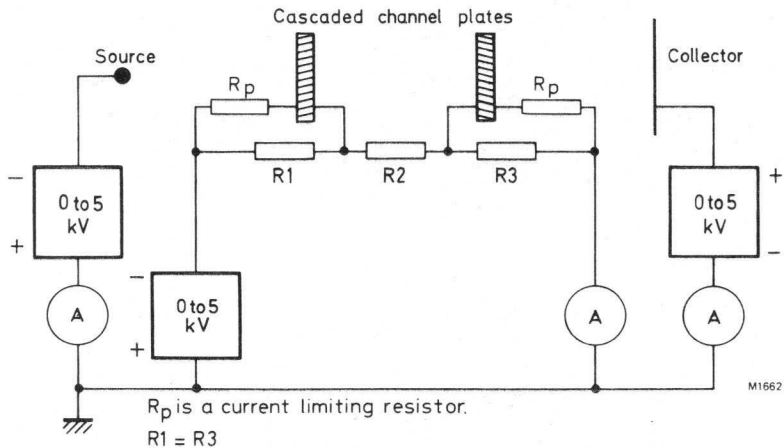 Cascaded channel plates
Source
Collector
Rp
Rp
R1
R2
R3
−
0 to 5
kV
+
−
0 to 5
kV
+
+
0 to 5
kV
−
A
A
A
M1662
Rp is a current limiting resistor.
R1 = R3